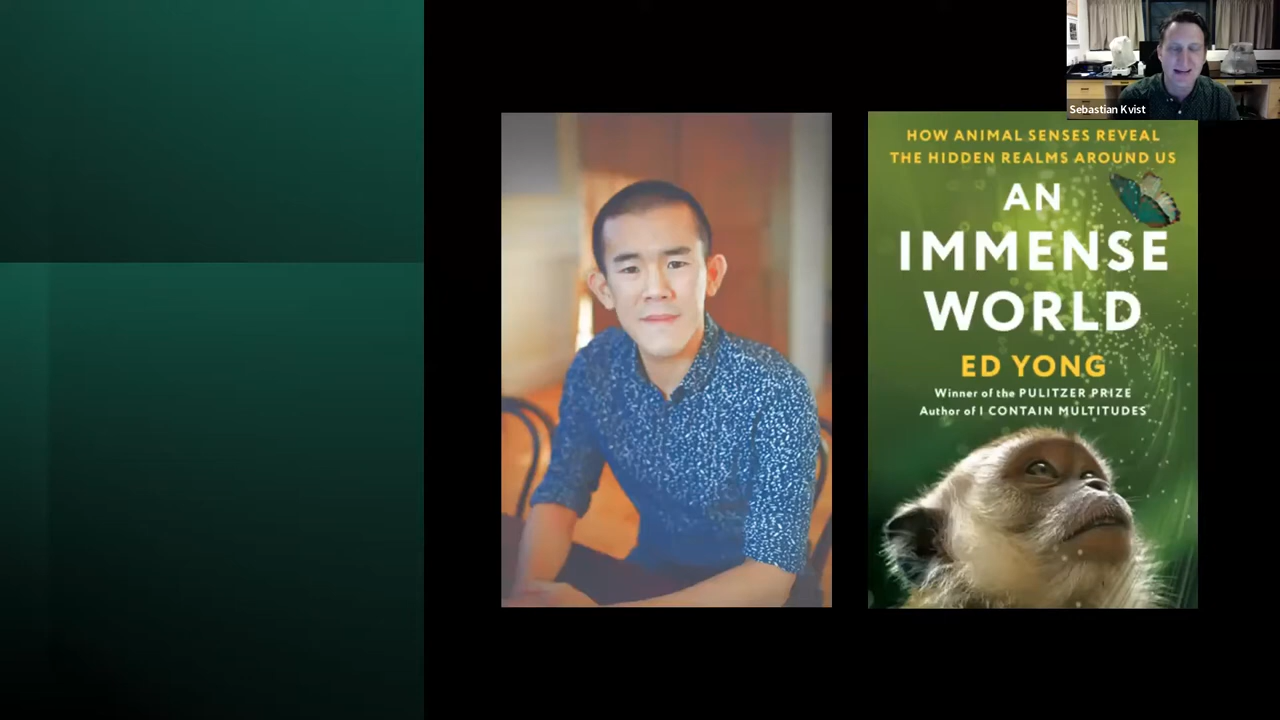 Sebastian Kvist
HOW ANIMAL SENSES REVEAL
THE HIDDEN REALMS AROUND US
AN
IMMENSE
WORLD
ED YONG
Winner of the PULITZER PRIZE
Author of I CONTAIN MULTITUDES